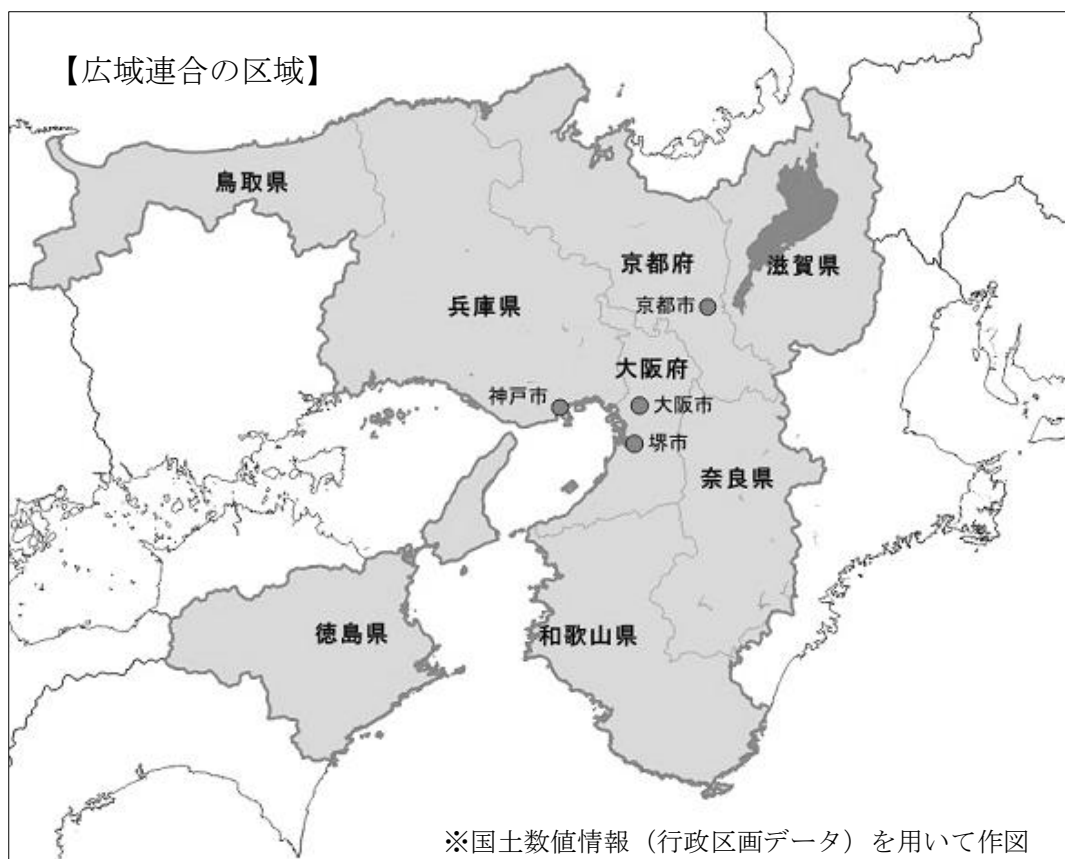 【広域連合の区域】
鳥取県
京都府
滋賀県
兵庫県
京都市
大阪府
神戸市
大阪市
堺市
奈良県
徳島県
和歌山県
※国土数値情報(行政区画データ)を用いて作図